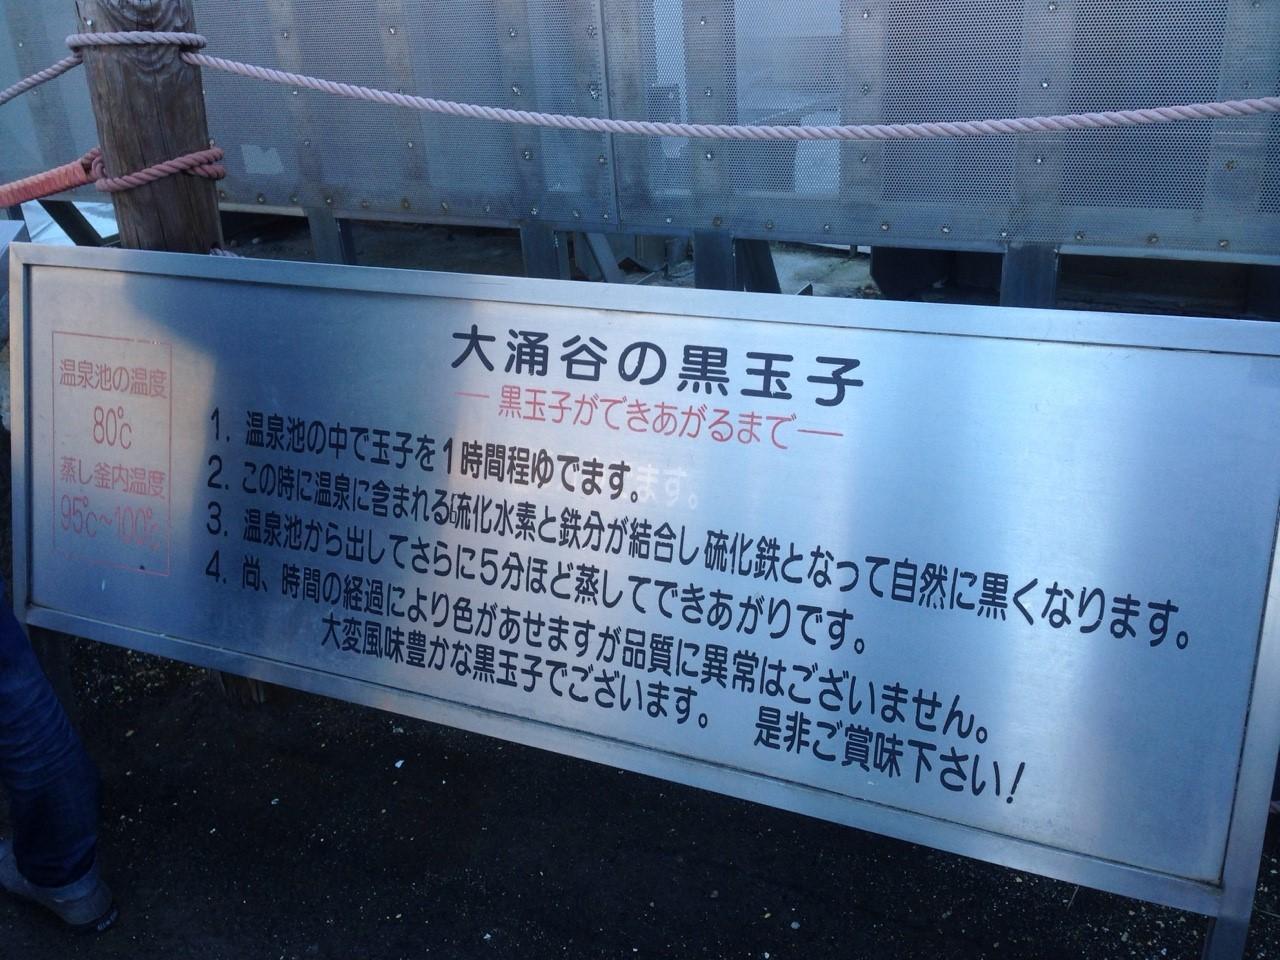 大涌谷の黒玉子
― 黒玉子ができあがるまで ―
温泉池の温度
80℃
蒸し釜内温度
95℃～100℃
1. 温泉池の中で玉子を1時間程ゆでます。
2. この時に温泉に含まれる硫化水素と鉄分が結合し硫化鉄となって自然に黒くなります。
3. 温泉池から出してさらに5分ほど蒸してできあがりです。
4. 尚、時間の経過により色があせますが品質に異常はございません。
大変風味豊かな黒玉子でございます。 是非ご賞味下さい!